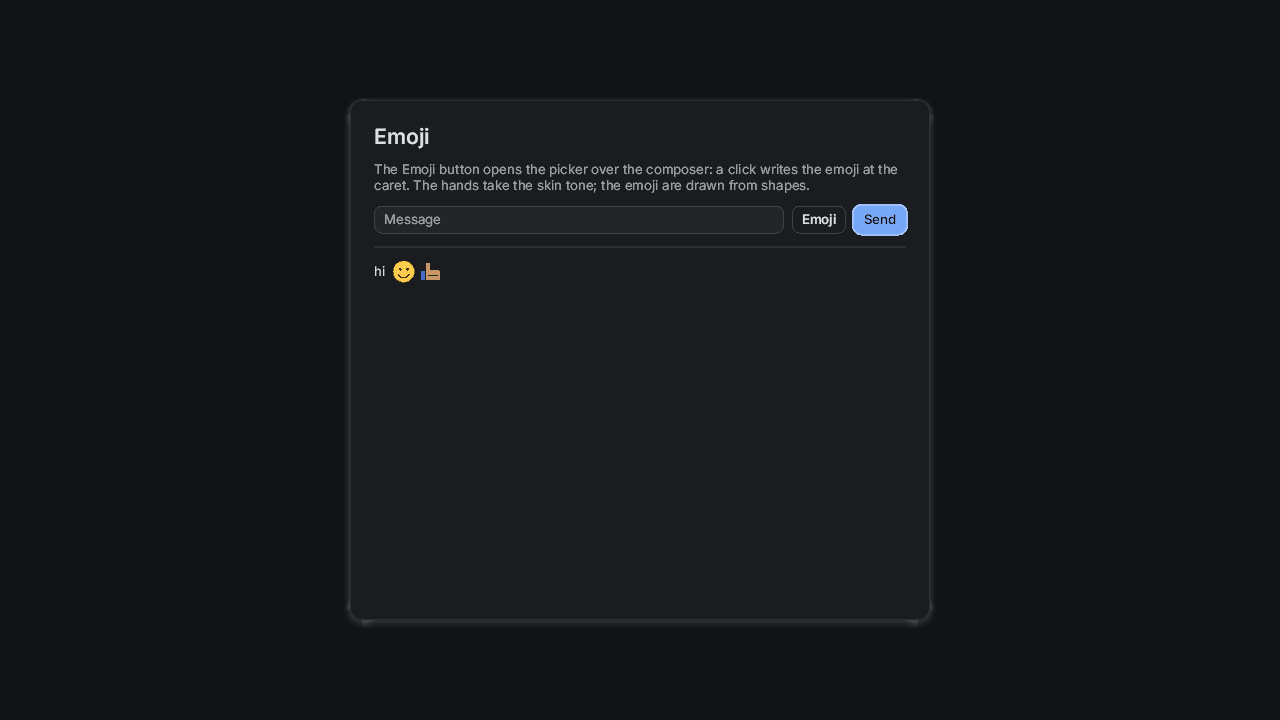 Emoji
The Emoji button opens the picker over the composer: a click writes the emoji at the
caret. The hands take the skin tone; the emoji are drawn from shapes.
Message
Emoji
Send
hi